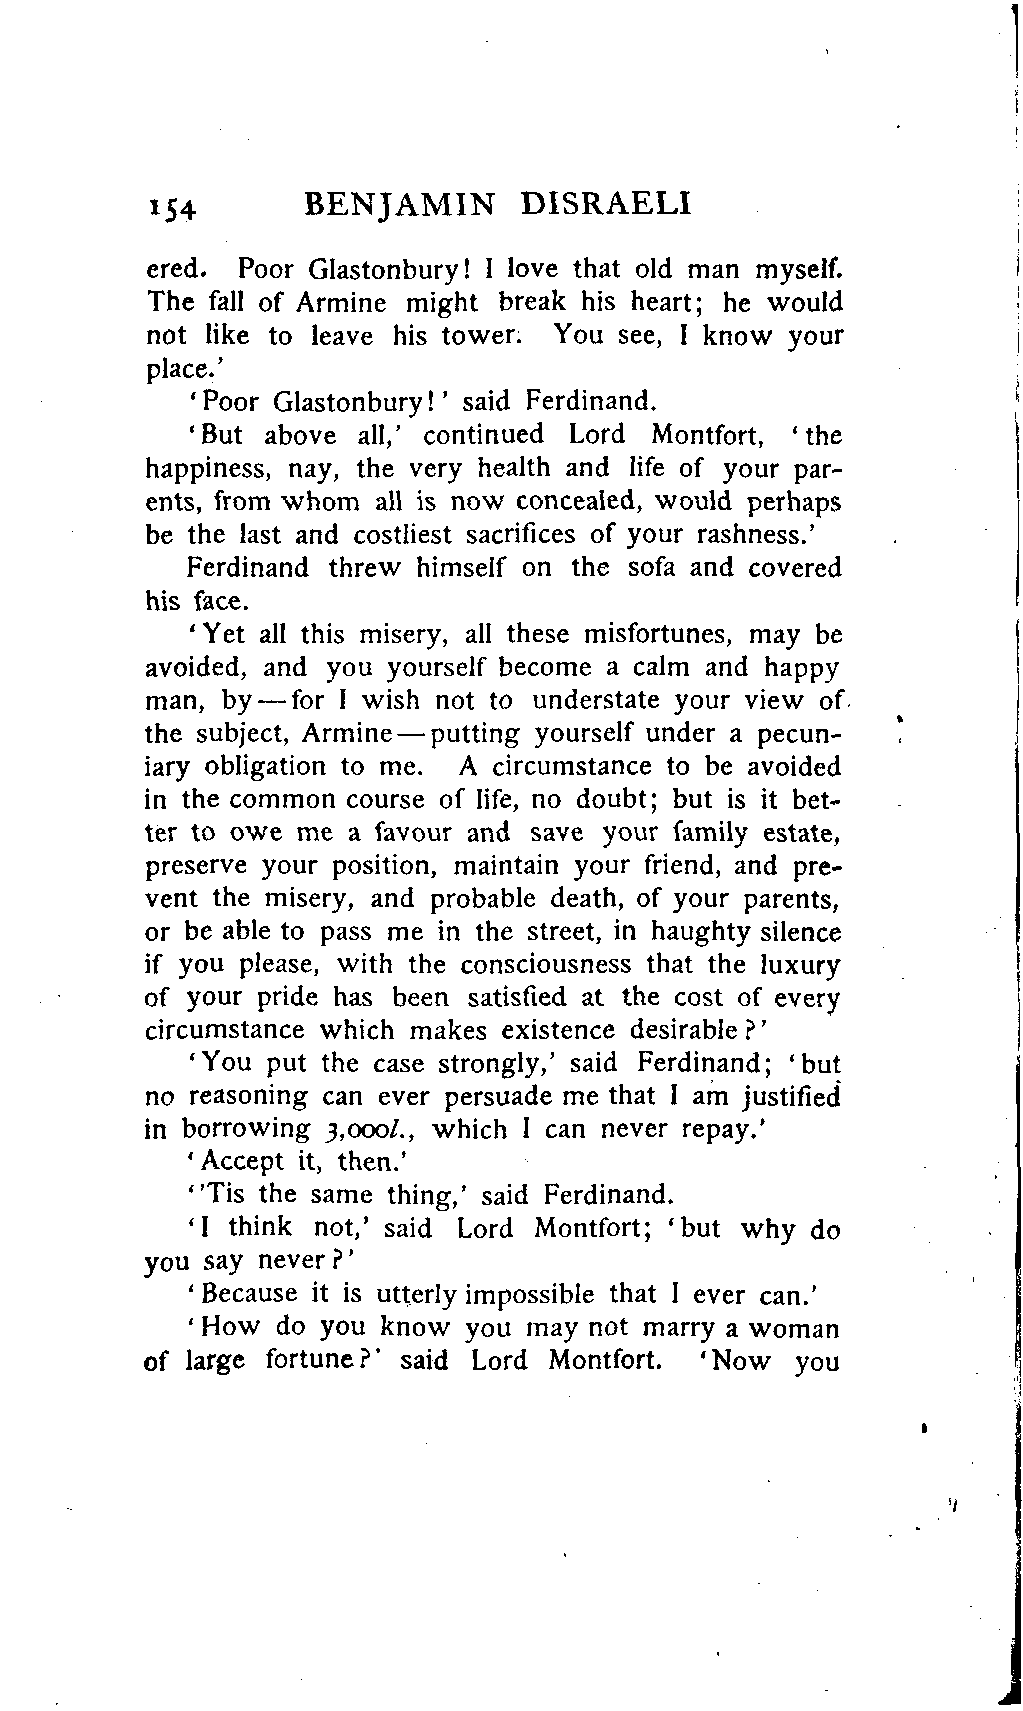 154 BENJAMIN DISRAELI
ered. Poor Glastonbury! I love that old man myself.
The fall of Armine might break his heart; he would
not like to leave his tower. You see, I know your
place.'
'Poor Glastonbury!' said Ferdinand.
'But above all,' continued Lord Montfort, 'the
happiness, nay, the very health and life of your par-
ents, from whom all is now concealed, would perhaps
be the last and costliest sacrifices of your rashness.'
Ferdinand threw himself on the sofa and covered
his face.
'Yet all this misery, all these misfortunes, may be
avoided, and you yourself become a calm and happy
man, by—for I wish not to understate your view of
the subject, Armine—putting yourself under a pecun-
iary obligation to me. A circumstance to be avoided
in the common course of life, no doubt; but is it bet-
ter to owe me a favour and save your family estate,
preserve your position, maintain your friend, and pre-
vent the misery, and probable death, of your parents,
or be able to pass me in the street, in haughty silence
if you please, with the consciousness that the luxury
of your pride has been satisfied at the cost of every
circumstance which makes existence desirable?'
'You put the case strongly,' said Ferdinand; 'but
no reasoning can ever persuade me that I am justified
in borrowing 3,000l., which I can never repay.'
'Accept it, then.'
''Tis the same thing,' said Ferdinand.
'I think not,' said Lord Montfort; 'but why do
you say never?'
'Because it is utterly impossible that I ever can.'
'How do you know you may not marry a woman
of large fortune?' said Lord Montfort. 'Now you